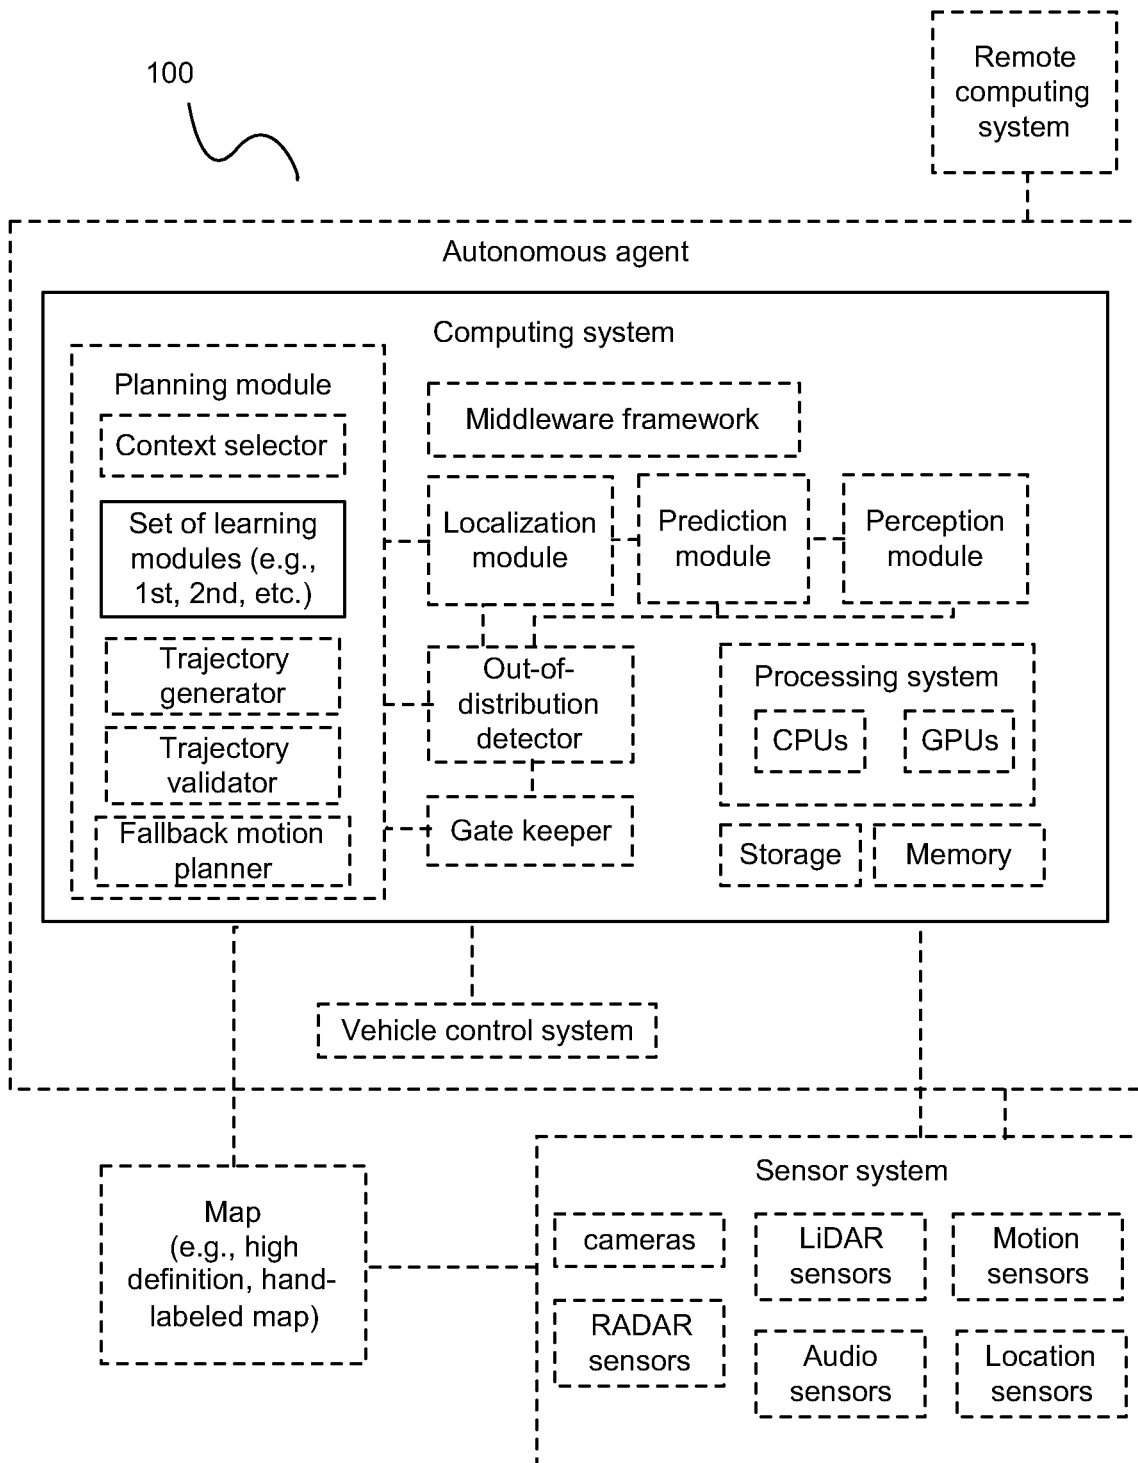 100
Remote
computing
system
Autonomous agent
Computing system
Planning module
Context selector
Set of learning
modules (e.g.,
1st, 2nd, etc.)
Trajectory
generator
Trajectory
validator
Fallback motion
planner
Middleware framework
Localization
module
Prediction
module
Perception
module
Out-of-
distribution
detector
Gate keeper
Processing system
CPUs
GPUs
Storage
Memory
Vehicle control system
Map
(e.g., high
definition, hand-
labeled map)
Sensor system
cameras
LiDAR
sensors
Motion
sensors
RADAR
sensors
Audio
sensors
Location
sensors